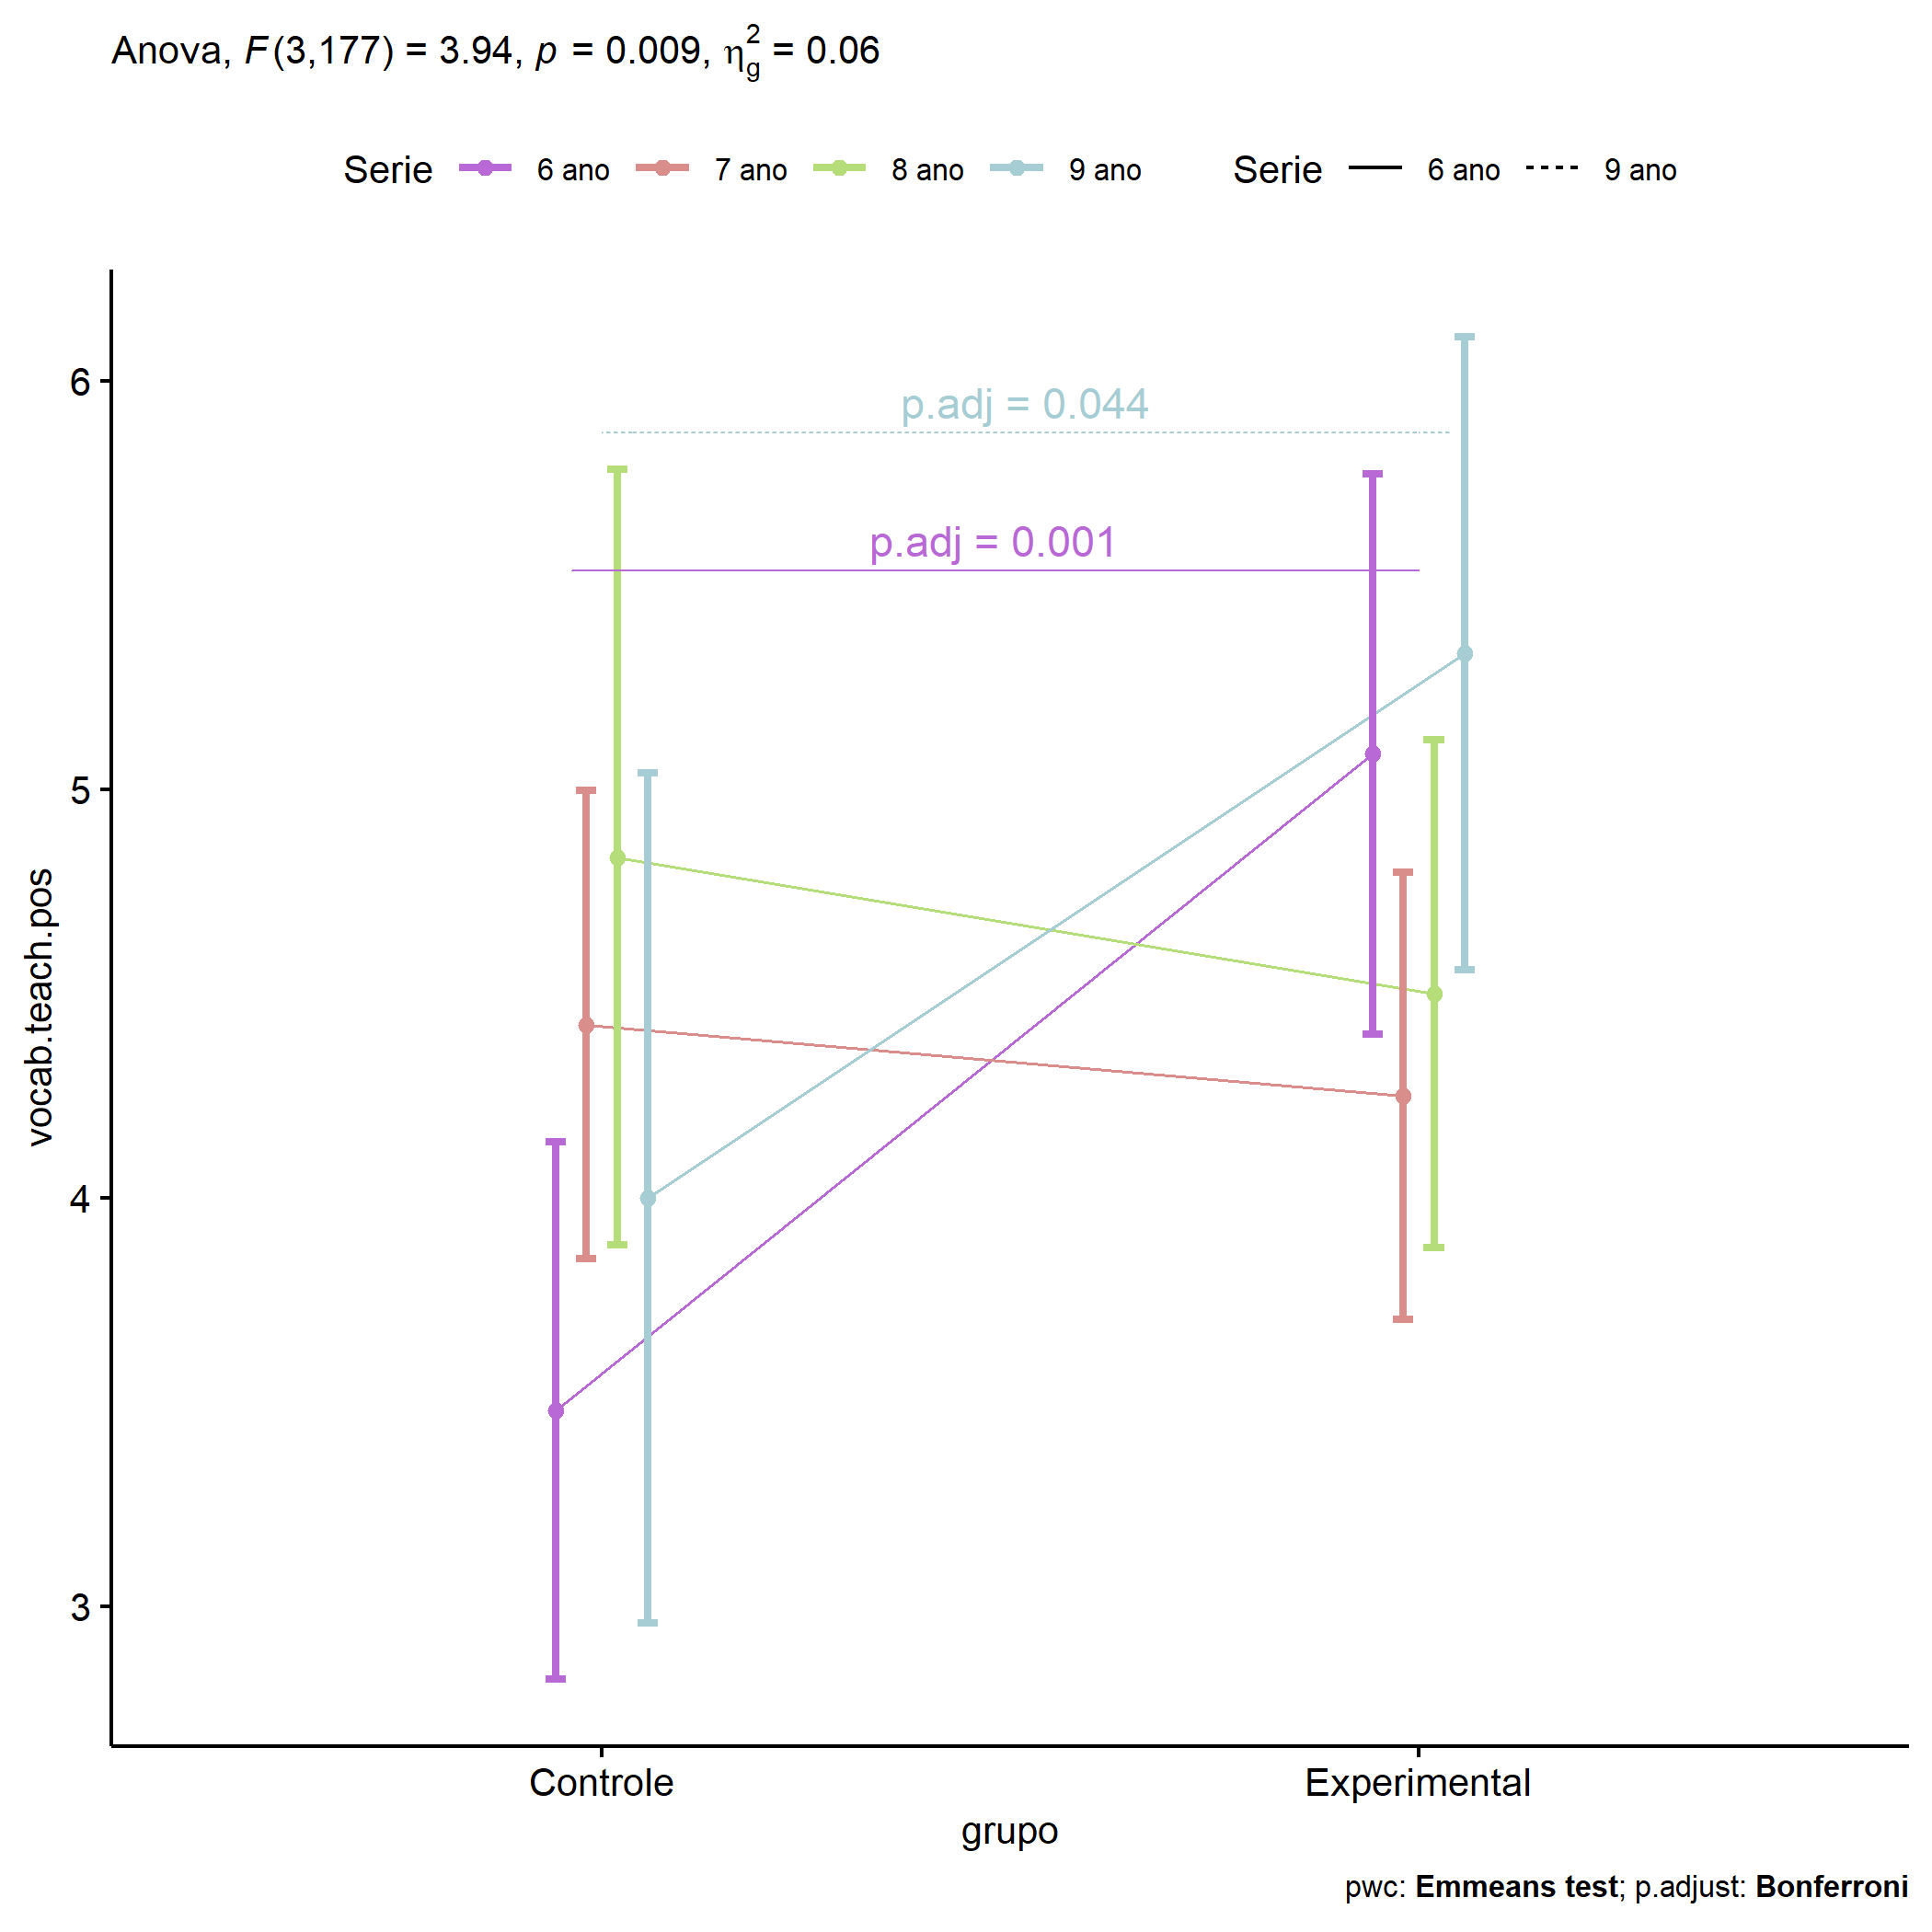 Anova, F(3,177) = 3.94, p = 0.009, η²g = 0.06
Serie 6 ano 7 ano 8 ano 9 ano Serie 6 ano 9 ano
6
p.adj = 0.044
p.adj = 0.001
5
vocab.teach.pos
4
3
Controle Experimental
grupo
pwc: Emmeans test; p.adjust: Bonferroni